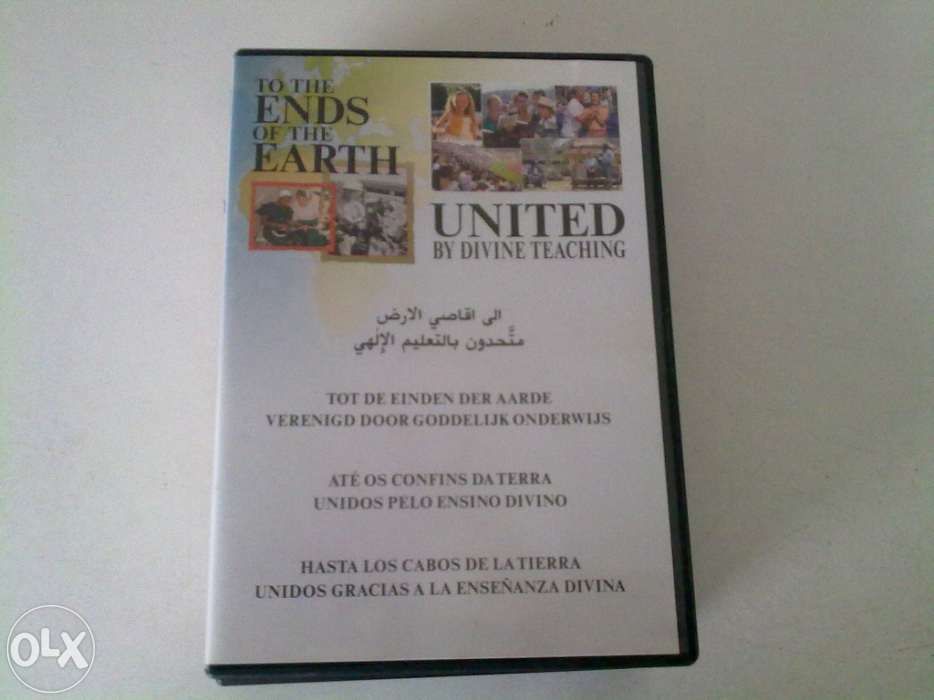 TO THE
ENDS
OF THE
EARTH
UNITED
BY DIVINE TEACHING
الى اقاصي الارض
متَّحدون بالتعليم الإلٰهي
TOT DE EINDEN DER AARDE
VERENIGD DOOR GODDELIJK ONDERWIJS
ATÉ OS CONFINS DA TERRA
UNIDOS PELO ENSINO DIVINO
HASTA LOS CABOS DE LA TIERRA
UNIDOS GRACIAS A LA ENSEÑANZA DIVINA
OLX